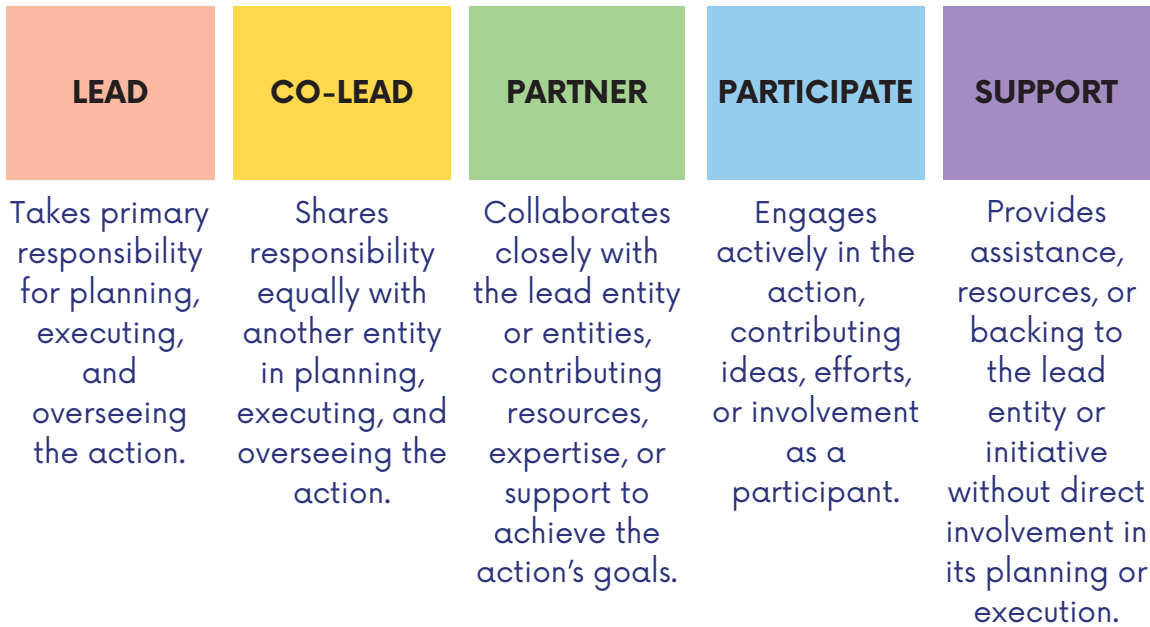 LEAD
Takes primary
responsibility
for planning,
executing,
and
overseeing
the action.
CO-LEAD
Shares
responsibility
equally with
another entity
in planning,
executing, and
overseeing the
action.
PARTNER
Collaborates
closely with
the lead entity
or entities,
contributing
resources,
expertise, or
support to
achieve the
action's goals.
PARTICIPATE
Engages
actively in the
action,
contributing
ideas, efforts,
or involvement
as a
participant.
SUPPORT
Provides
assistance,
resources, or
backing to
the lead
entity or
initiative
without direct
involvement in
its planning or
execution.